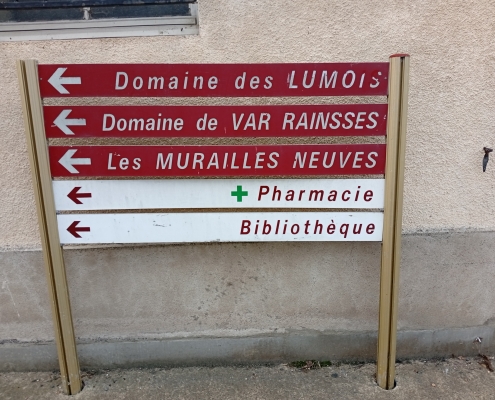 Domaine des LUMOIS
Domaine de VAR RAINSSES
Les MURAILLES NEUVES
Pharmacie
Bibliothèque